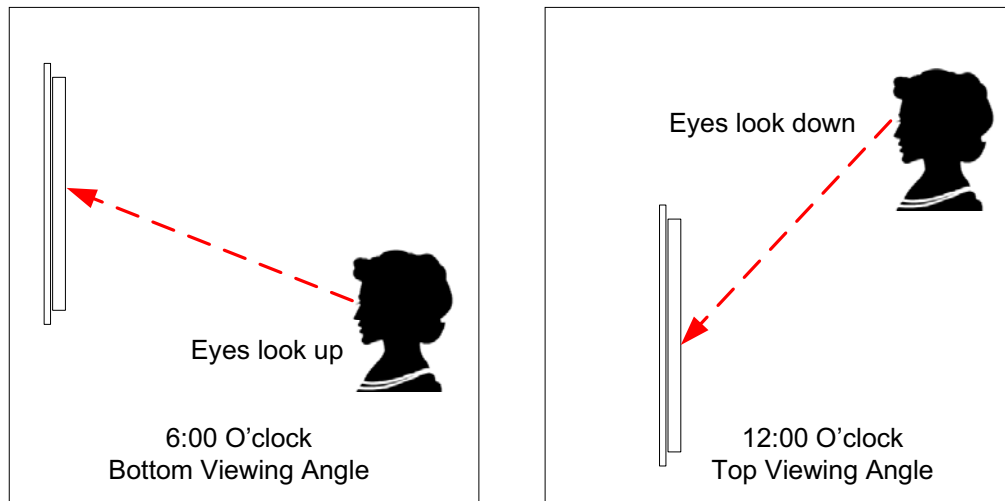 Eyes look up
6:00 O’clock
Bottom Viewing Angle
Eyes look down
12:00 O’clock
Top Viewing Angle